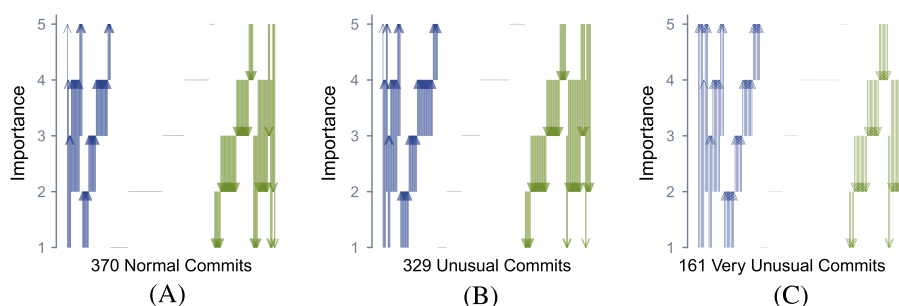 5
4
3
2
1
Importance
370 Normal Commits
(A)
5
4
3
2
1
Importance
329 Unusual Commits
(B)
5
4
3
2
1
Importance
161 Very Unusual Commits
(C)